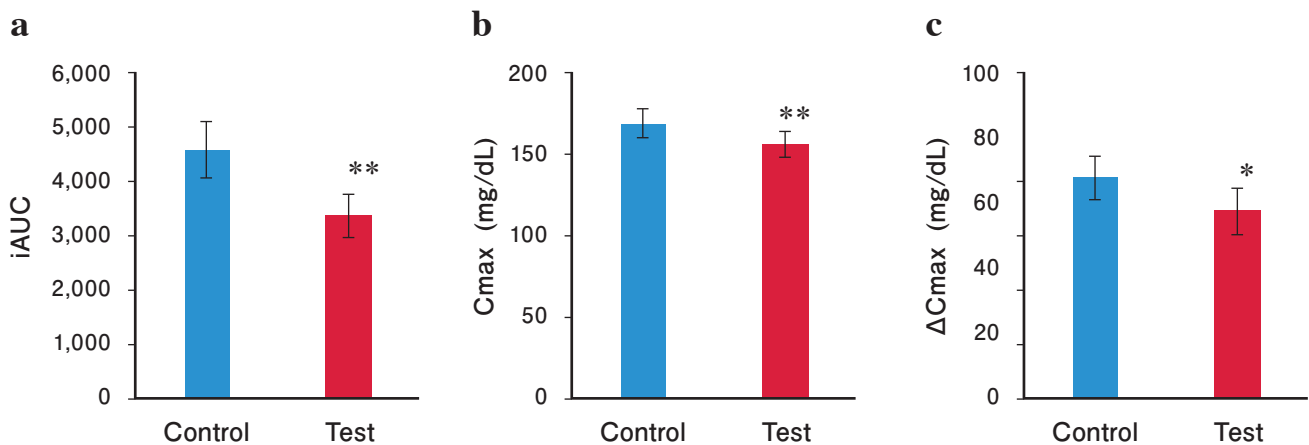 a
iAUC
6,000
5,000
4,000
3,000
2,000
1,000
0
**
Control Test
b
Cmax (mg/dL)
200
150
100
50
0
**
Control Test
c
ΔCmax (mg/dL)
100
80
60
40
20
0
*
Control Test